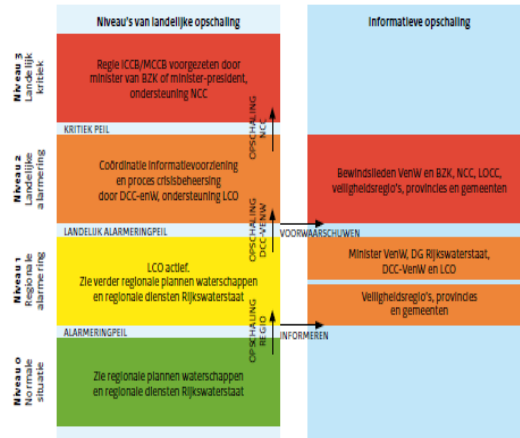 Niveau's van landelijke opschaling
Informatieve opschaling
Niveau 3
Landelijk
kritiek
Regie ICCB/MCCB voorgezeten door
minister van BZK of minister-president,
ondersteuning NCC
OPSCHALING
NCC
KRITIEK PEIL
Niveau 2
Landelijke
alarmering
Coördinatie informatievoorziening
en proces crisisbeheersing
door DCC-enW, ondersteuning LCO
OPSCHALING
DCC-VENW
Bewindslieden VenW en BZK, NCC, LOCC,
veiligheidsregio's, provincies en gemeenten
LANDELIJK ALARMERINGPEIL
VOORWAARSCHUWEN
Niveau 1
Regionale
alarmering
LCO actief.
Zie verder regionale plannen waterschappen
en regionale diensten Rijkswaterstaat
OPSCHALING
REGIO
Minister VenW, DG Rijkswaterstaat,
DCC-VenW en LCO
Veiligheidsregio's, provincies
en gemeenten
ALARMERINGPEIL
INFORMEREN
Niveau 0
Normale
situatie
Zie regionale plannen waterschappen
en regionale diensten Rijkswaterstaat